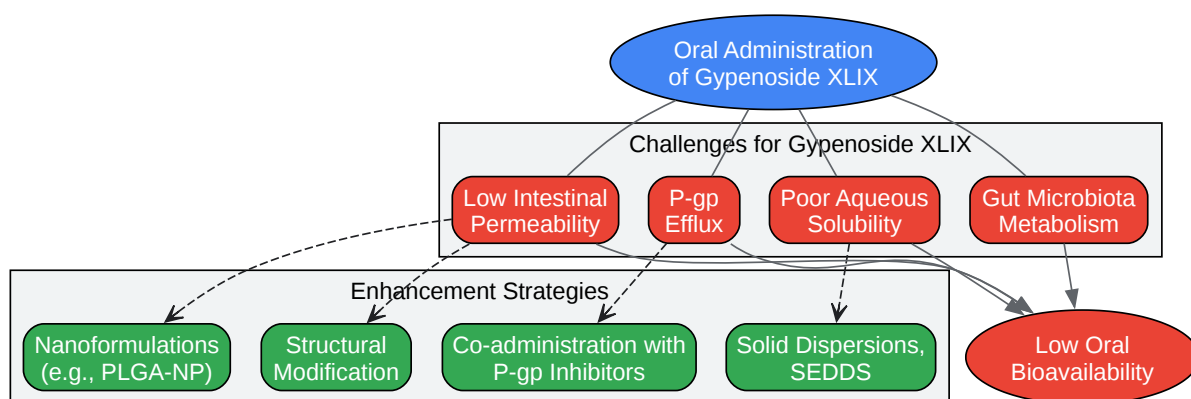 Oral Administration
of Gypenoside XLIX
Challenges for Gypenoside XLIX
Low Intestinal
Permeability
P-gp
Efflux
Poor Aqueous
Solubility
Gut Microbiota
Metabolism
Enhancement Strategies
Nanoformulations
(e.g., PLGA-NP)
Structural
Modification
Co-administration with
P-gp Inhibitors
Solid Dispersions,
SEDDS
Low Oral
Bioavailability